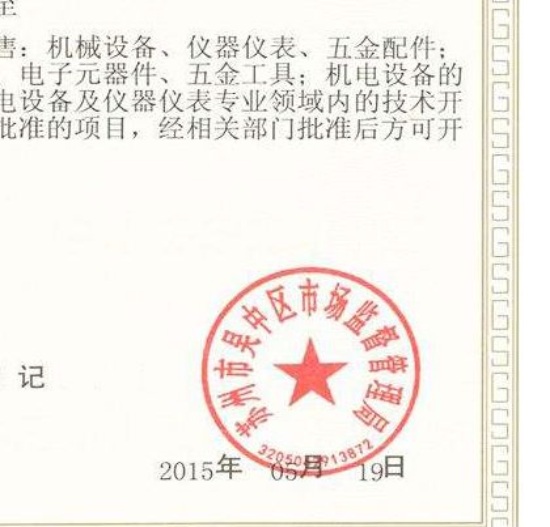 售：机械设备、仪器仪表、五金配件；
电子元器件、五金工具；机电设备的
电设备及仪器仪表专业领域内的技术开
批准的项目，经相关部门批准后方可开
苏州市吴中区市场监督管理局
记
2015年 05月 19日